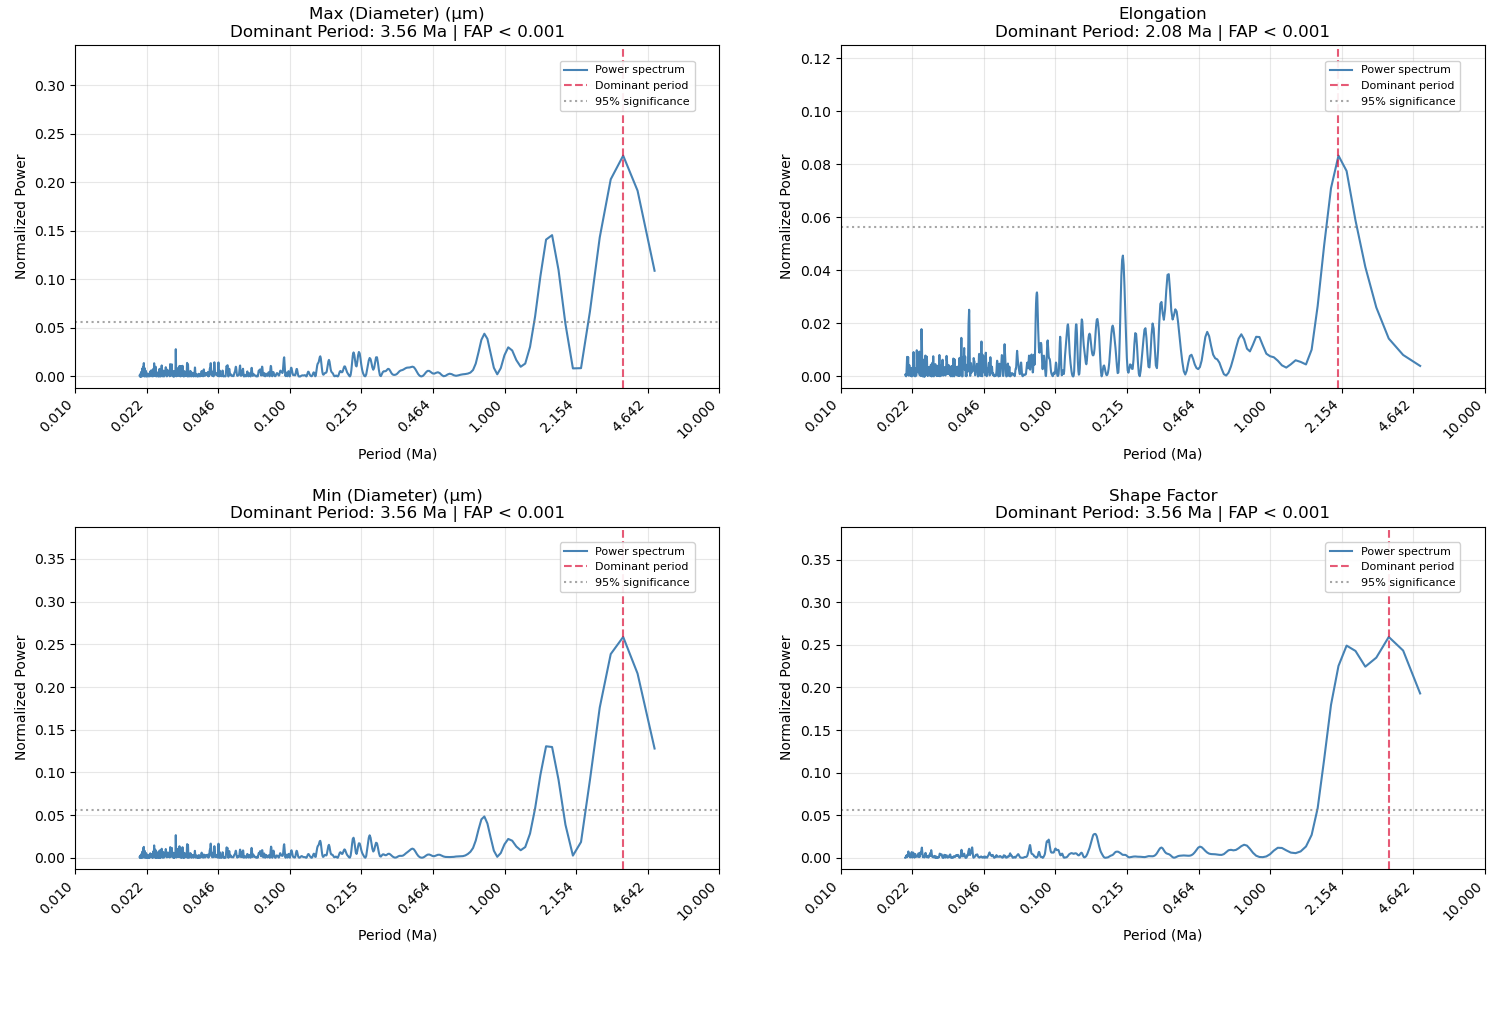 Max (Diameter) (µm)
Dominant Period: 3.56 Ma | FAP < 0.001
Power spectrum
Dominant period
95% significance
Normalized Power
0.30
0.25
0.20
0.15
0.10
0.05
0.00
0.010
0.022
0.046
0.100
0.215
0.464
1.000
2.154
4.642
10.000
Period (Ma)
Elongation
Dominant Period: 2.08 Ma | FAP < 0.001
Power spectrum
Dominant period
95% significance
Normalized Power
0.12
0.10
0.08
0.06
0.04
0.02
0.00
0.010
0.022
0.046
0.100
0.215
0.464
1.000
2.154
4.642
10.000
Period (Ma)
Min (Diameter) (µm)
Dominant Period: 3.56 Ma | FAP < 0.001
Power spectrum
Dominant period
95% significance
Normalized Power
0.35
0.30
0.25
0.20
0.15
0.10
0.05
0.00
0.010
0.022
0.046
0.100
0.215
0.464
1.000
2.154
4.642
10.000
Period (Ma)
Shape Factor
Dominant Period: 3.56 Ma | FAP < 0.001
Power spectrum
Dominant period
95% significance
Normalized Power
0.35
0.30
0.25
0.20
0.15
0.10
0.05
0.00
0.010
0.022
0.046
0.100
0.215
0.464
1.000
2.154
4.642
10.000
Period (Ma)